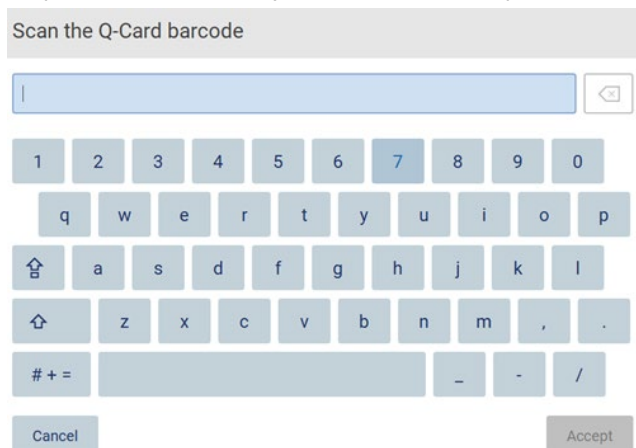 Scan the Q-Card barcode
1 2 3 4 5 6 7 8 9 0
q w e r t y u i o p
a s d f g h j k l
z x c v b n m , .
# + = _ - /
Cancel Accept